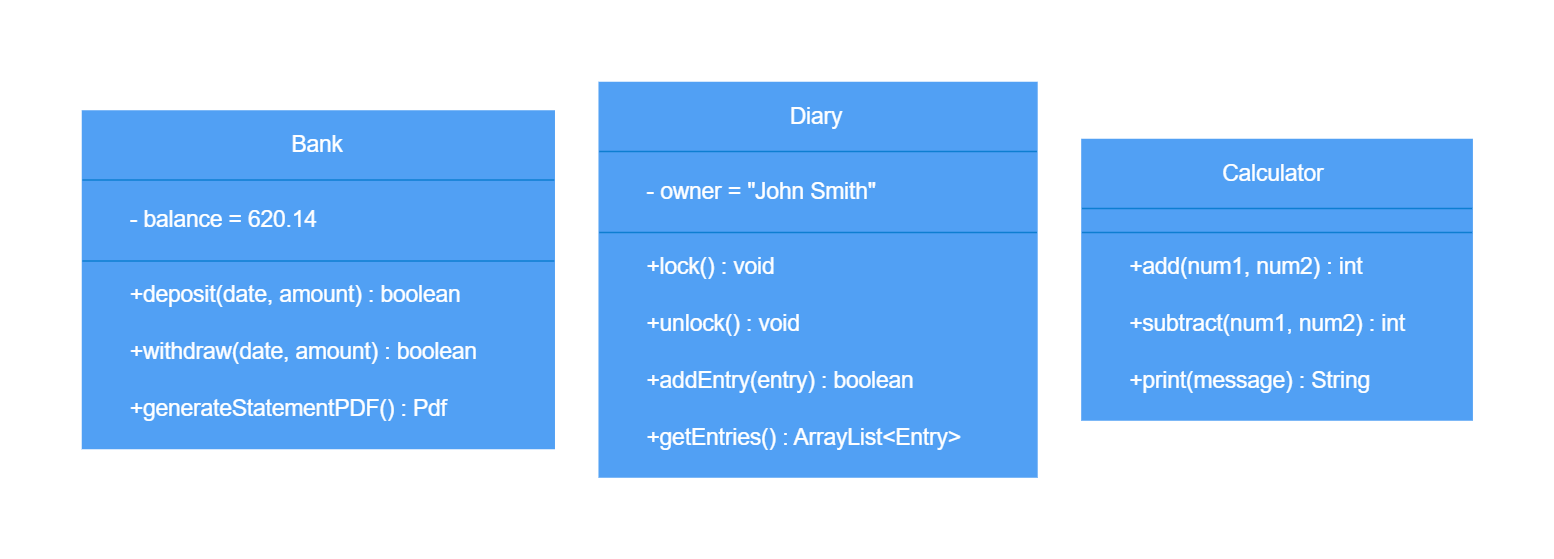 Bank
- balance = 620.14
+deposit(date, amount) : boolean
+withdraw(date, amount) : boolean
+generateStatementPDF() : Pdf
Diary
- owner = "John Smith"
+lock() : void
+unlock() : void
+addEntry(entry) : boolean
+getEntries() : ArrayList<Entry>
Calculator
+add(num1, num2) : int
+subtract(num1, num2) : int
+print(message) : String